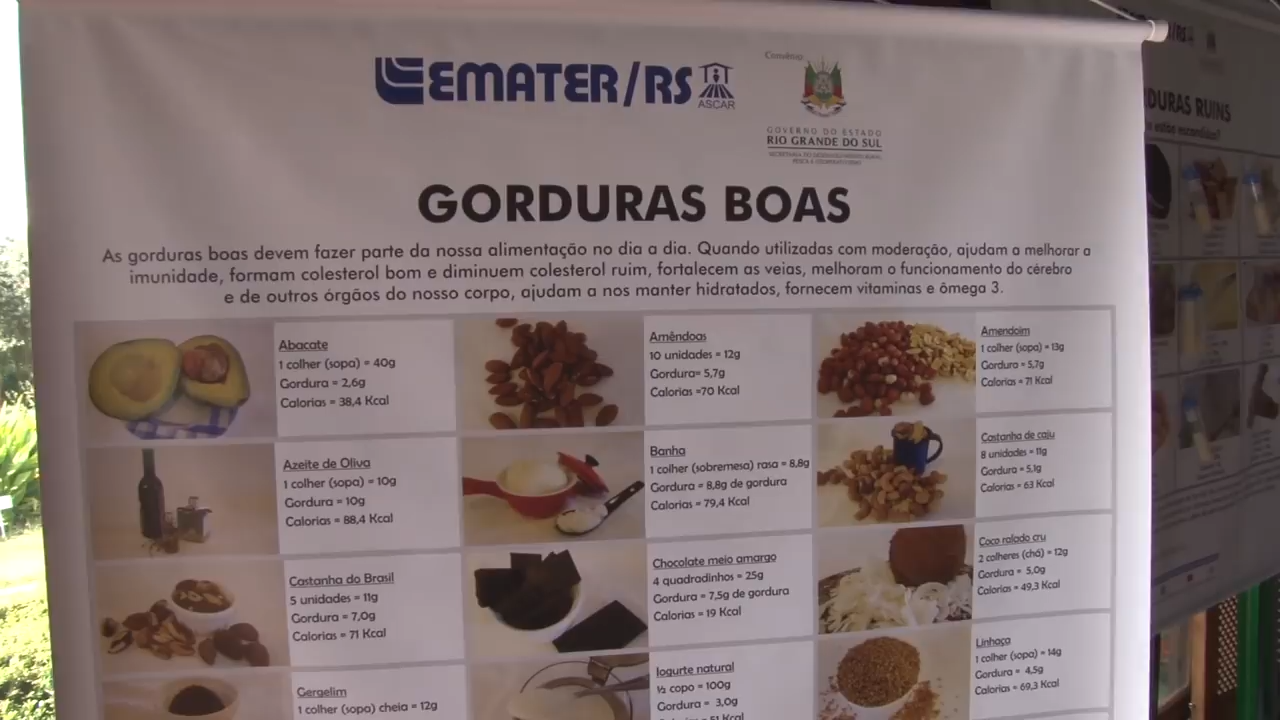 EMATER/RS
ASCAR
Convênio
GOVERNO DO ESTADO
RIO GRANDE DO SUL
GORDURAS BOAS
As gorduras boas devem fazer parte da nossa alimentação no dia a dia. Quando utilizadas com moderação, ajudam a melhorar a
imunidade, formam colesterol bom e diminuem colesterol ruim, fortalecem as veias, melhoram o funcionamento do cérebro
e de outros órgãos do nosso corpo, ajudam a nos manter hidratados, fornecem vitaminas e ômega 3.
Abacate
1 colher (sopa) = 40g
Gordura = 2,6g
Calorias = 38,4 Kcal
Amêndoas
10 unidades = 12g
Gordura= 5,7g
Calorias =70 Kcal
Amendoim
1 colher (sopa) = 13g
Gordura = 5,7g
Calorias = 71 Kcal
Azeite de Oliva
1 colher (sopa) = 10g
Gordura = 10g
Calorias = 88,4 Kcal
Banha
1 colher (sobremesa) rasa = 8,8g
Gordura = 8,8g de gordura
Calorias = 79,4 Kcal
Castanha de caju
8 unidades = 11g
Gordura = 5,1g
Calorias = 63 Kcal
Castanha do Brasil
5 unidades = 11g
Gordura = 7,0g
Calorias = 71 Kcal
Chocolate meio amargo
4 quadradinhos = 25g
Gordura = 7,5g de gordura
Calorias = 19 Kcal
Coco ralado cru
2 colheres (chá) = 12g
Gordura = 5,0g
Calorias = 49,3 Kcal
Gergelim
1 colher (sopa) cheia = 12g
Iogurte natural
½ copo = 100g
Gordura = 3,0g
Linhaça
1 colher (sopa) = 14g
Gordura = 4,5g
Calorias = 69,3 Kcal
/RS
DURAS RUINS
estão escondidas?